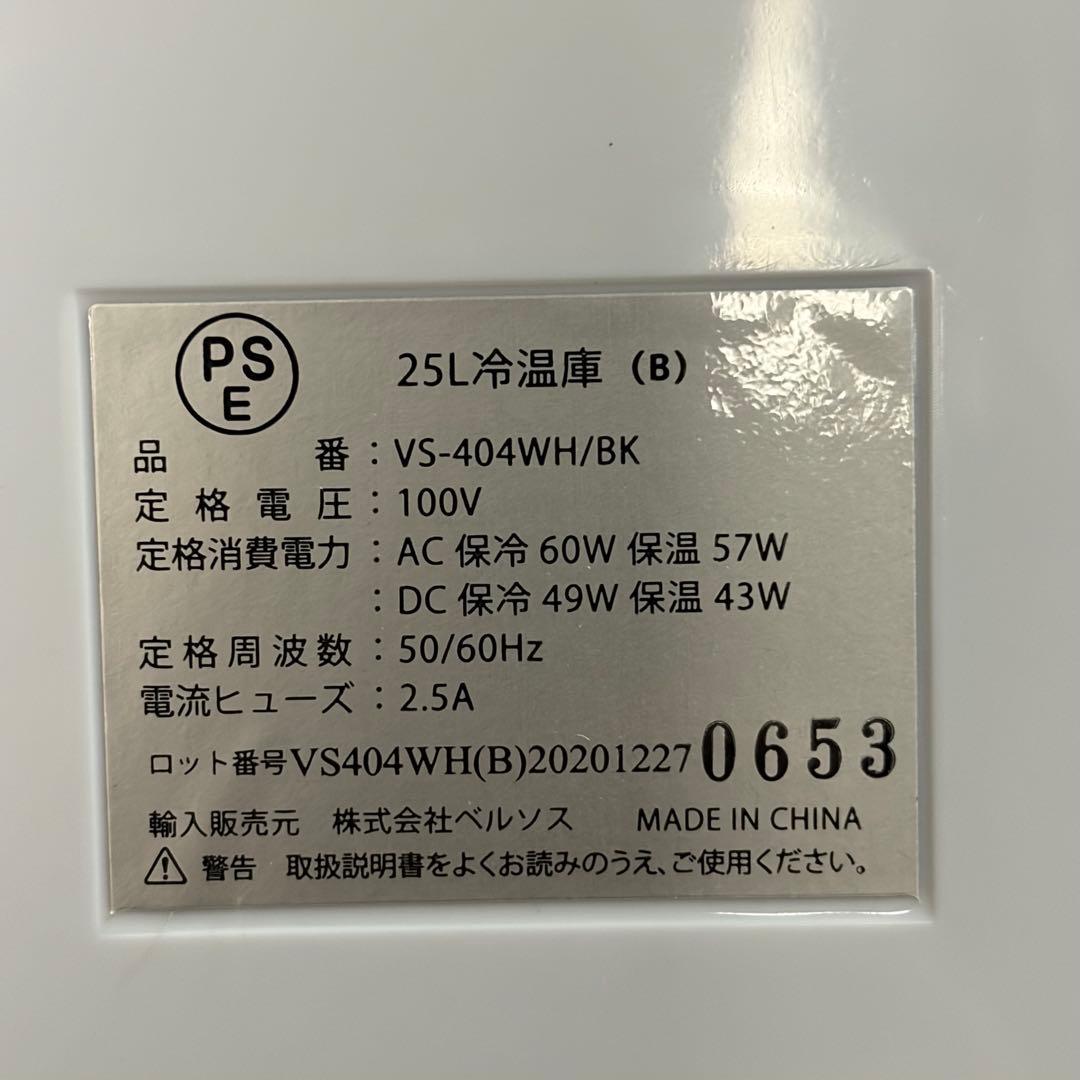 PS
E
25L冷温庫（B）
品番：VS-404WH/BK
定格電圧：100V
定格消費電力：AC 保冷 60W 保温 57W
：DC 保冷 49W 保温 43W
定格周波数：50/60Hz
電流ヒューズ：2.5A
ロット番号VS404WH(B)20201227 0653
輸入販売元 株式会社ベルソス MADE IN CHINA
警告 取扱説明書をよくお読みのうえ、ご使用ください。